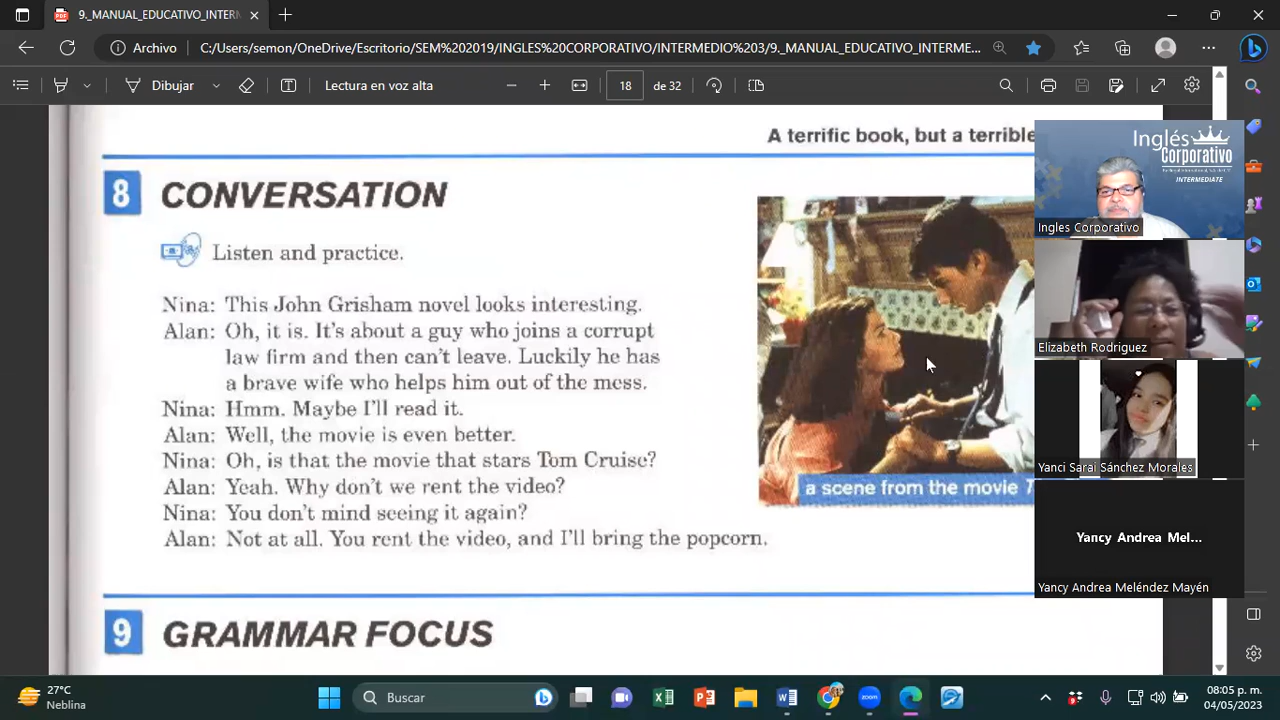 9._MANUAL_EDUCATIVO_INTERM
Archivo
C:/Users/semon/OneDrive/Escritorio/SEM%202019/INGLES%20CORPORATIVO/INTERMEDIO%203/9._MANUAL_EDUCATIVO_INTERME...
Dibujar
Lectura en voz alta
18
de 32
A terrific book, but a terrible
8 CONVERSATION
Listen and practice.
Nina: This John Grisham novel looks interesting.
Alan: Oh, it is. It's about a guy who joins a corrupt
law firm and then can't leave. Luckily he has
a brave wife who helps him out of the mess.
Nina: Hmm. Maybe I'll read it.
Alan: Well, the movie is even better.
Nina: Oh, is that the movie that stars Tom Cruise?
Alan: Yeah. Why don't we rent the video?
Nina: You don't mind seeing it again?
Alan: Not at all. You rent the video, and I'll bring the popcorn.
a scene from the movie
9 GRAMMAR FOCUS
Inglés
Corporativo
INTERMEDIATE
Ingles Corporativo
Elizabeth Rodriguez
Yanci Sarai Sánchez Morales
Yancy Andrea Mel...
Yancy Andrea Meléndez Mayén
27°C
Neblina
Buscar
08:05 p. m.
04/05/2023